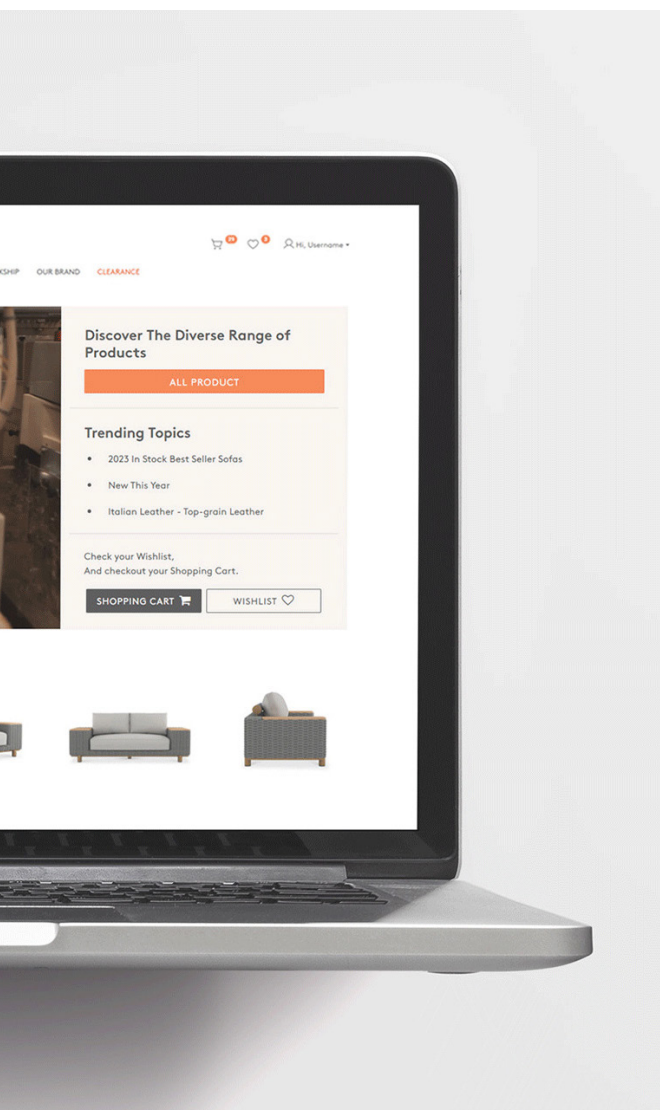 Hi, Username
OUR BRAND CLEARANCE
Discover The Diverse Range of
Products
ALL PRODUCT
Trending Topics
2023 In Stock Best Seller Sofas
New This Year
Italian Leather - Top-grain Leather
Check your Wishlist,
And checkout your Shopping Cart.
SHOPPING CART WISHLIST